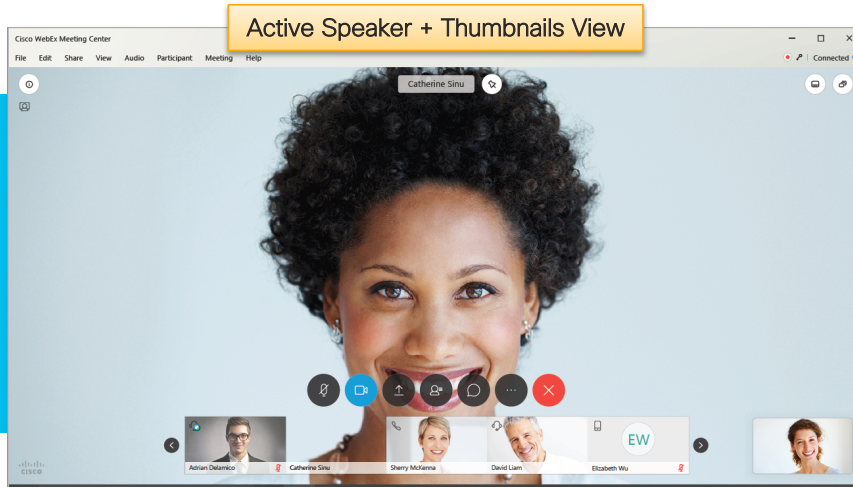 Active Speaker + Thumbnails View
Cisco WebEx Meeting Center
File Edit Share View Audio Participant Meeting Help
Connected
Catherine Sinu
EW
Adrian Delamico
Catherine Sinu
Sherry McKenna
David Liam
Elizabeth Wu
CISCO